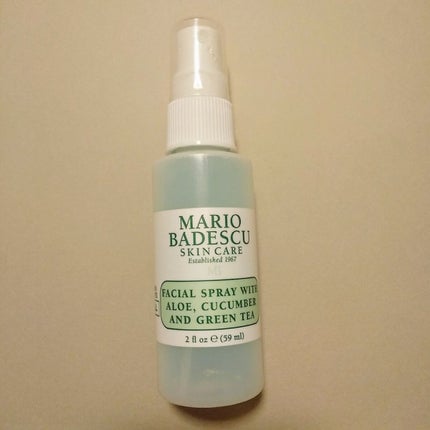 MARIO
BADESCU
SKIN CARE
Established 1967
FACIAL SPRAY WITH
ALOE, CUCUMBER
AND GREEN TEA
2 fl oz ℮ (59 ml)